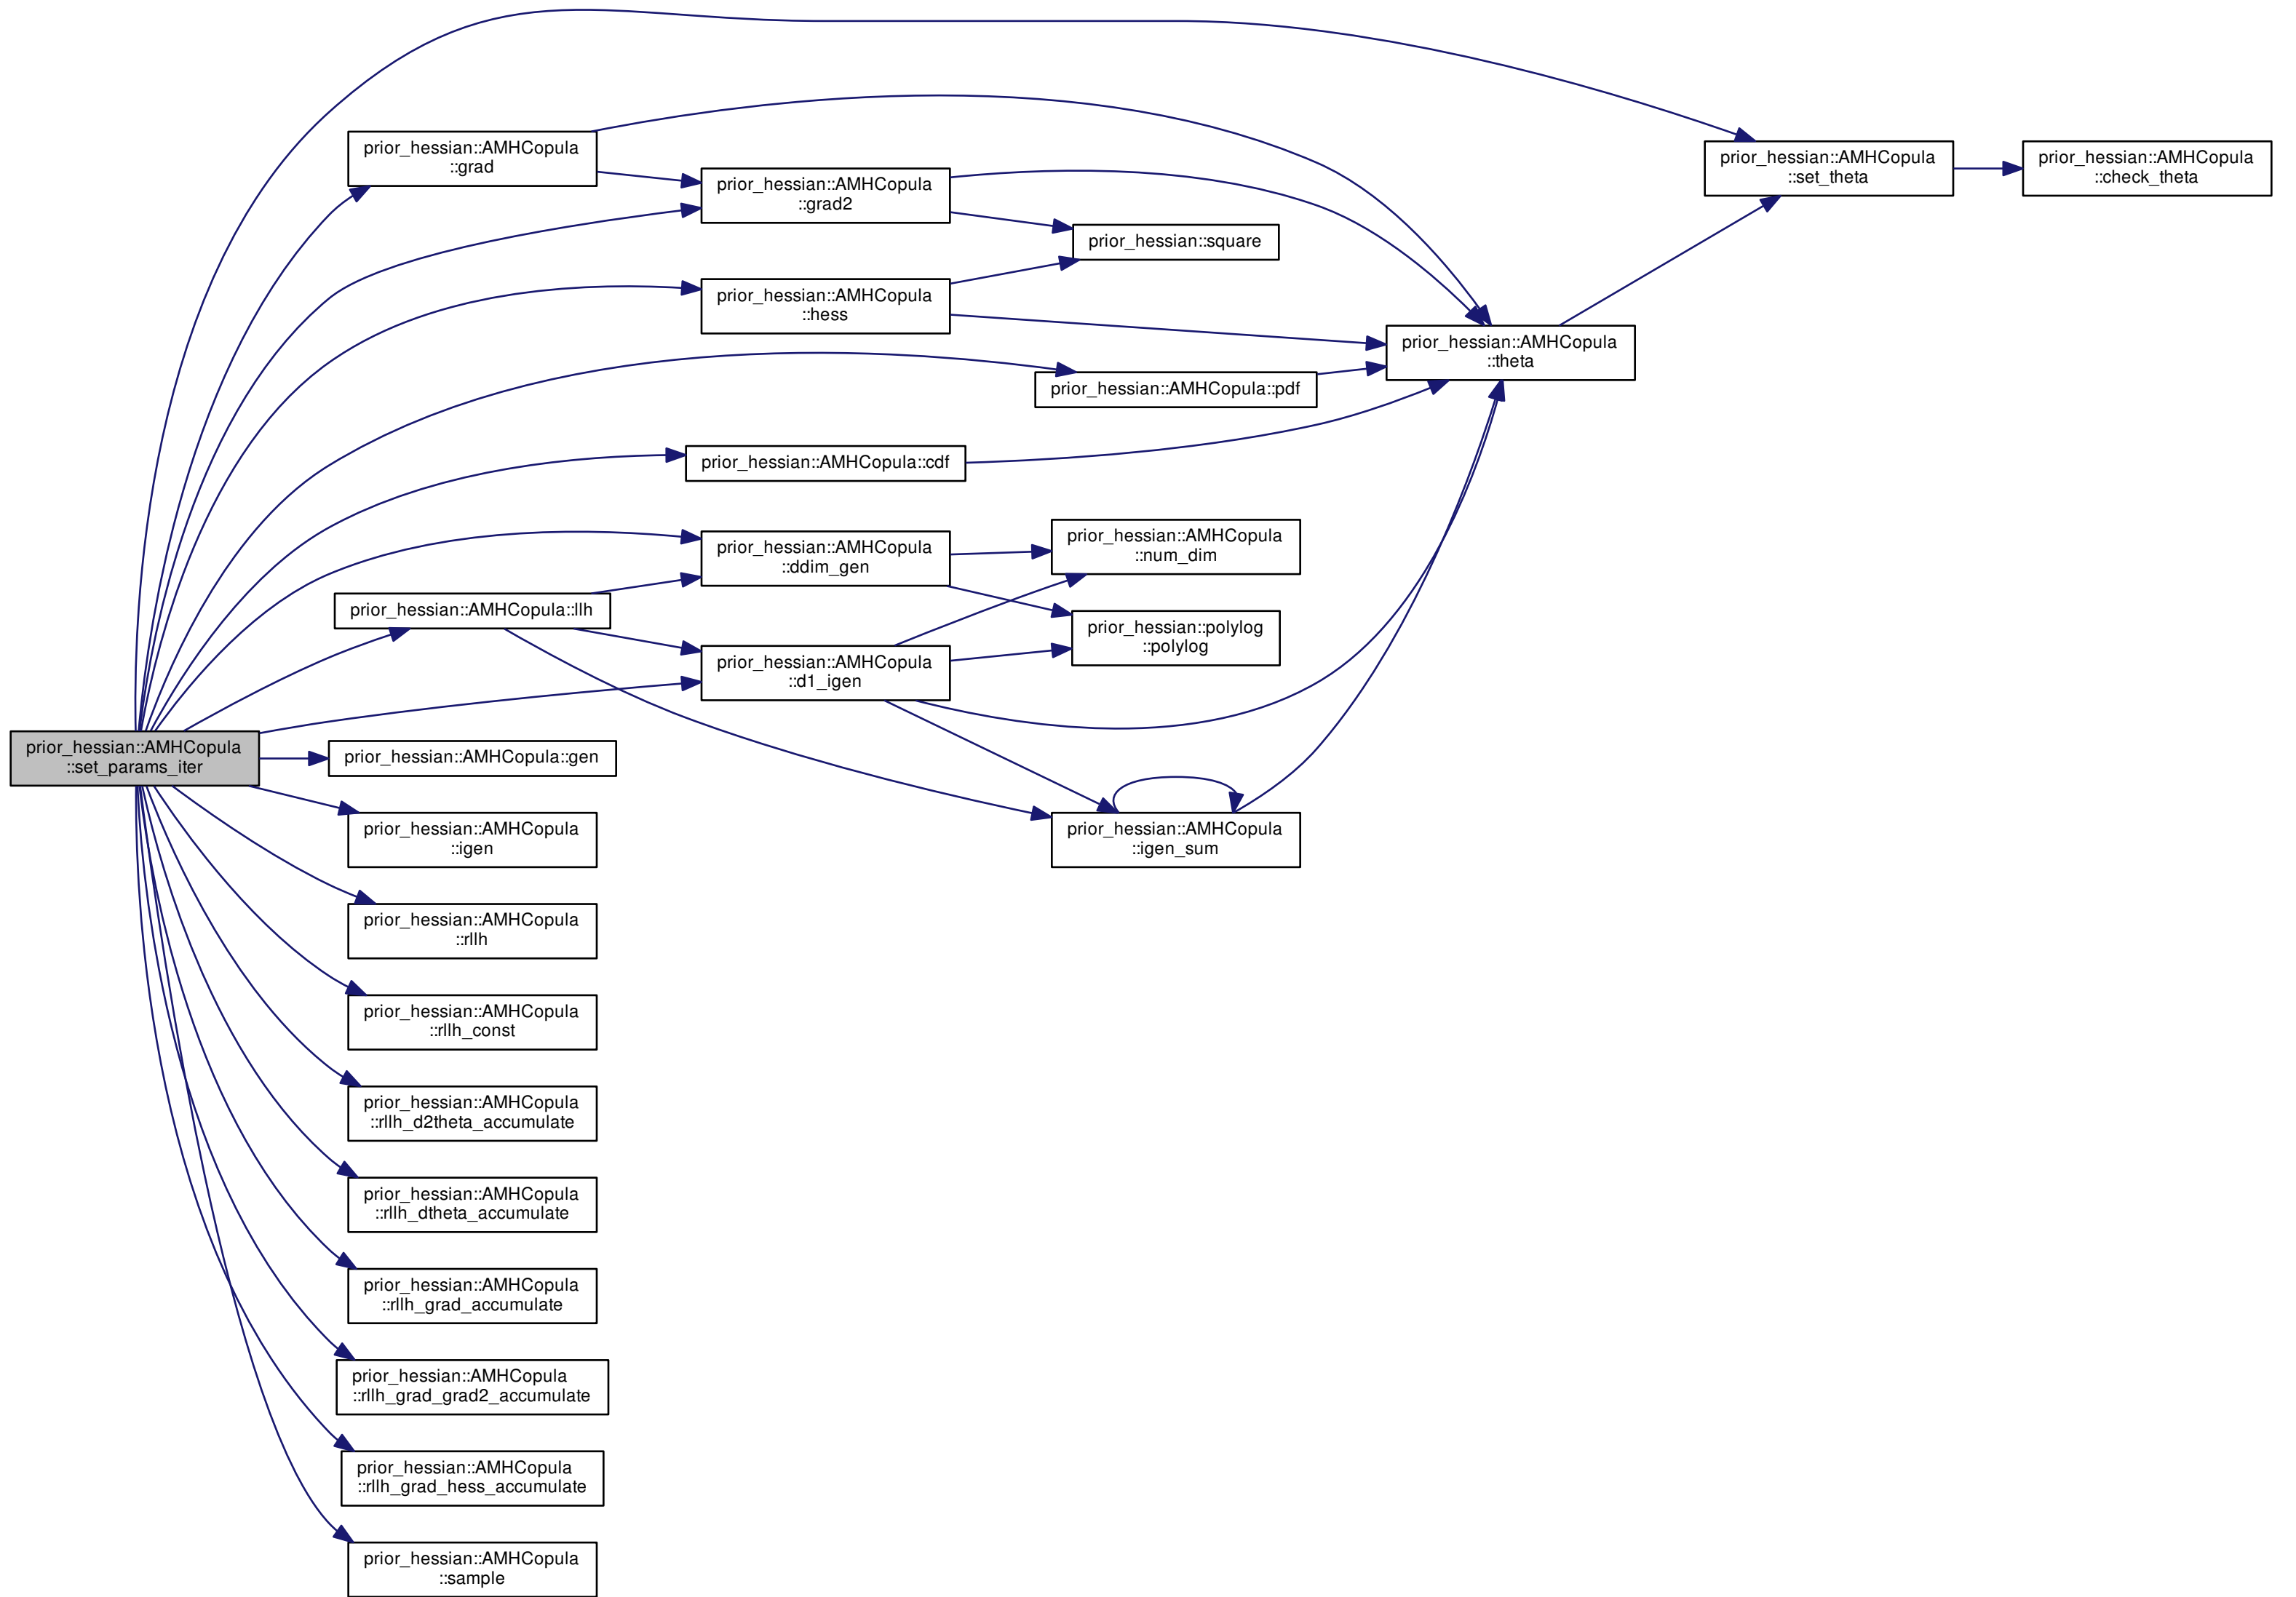 prior_hessian::AMHCopula
::set_params_iter
prior_hessian::AMHCopula
::grad
prior_hessian::AMHCopula
::grad2
prior_hessian::square
prior_hessian::AMHCopula
::hess
prior_hessian::AMHCopula::pdf
prior_hessian::AMHCopula
::theta
prior_hessian::AMHCopula
::set_theta
prior_hessian::AMHCopula
::check_theta
prior_hessian::AMHCopula::cdf
prior_hessian::AMHCopula
::ddim_gen
prior_hessian::AMHCopula
::num_dim
prior_hessian::AMHCopula::llh
prior_hessian::polylog
::polylog
prior_hessian::AMHCopula
::d1_igen
prior_hessian::AMHCopula::gen
prior_hessian::AMHCopula
::igen
prior_hessian::AMHCopula
::igen_sum
prior_hessian::AMHCopula
::rllh
prior_hessian::AMHCopula
::rllh_const
prior_hessian::AMHCopula
::rllh_d2theta_accumulate
prior_hessian::AMHCopula
::rllh_dtheta_accumulate
prior_hessian::AMHCopula
::rllh_grad_accumulate
prior_hessian::AMHCopula
::rllh_grad_grad2_accumulate
prior_hessian::AMHCopula
::rllh_grad_hess_accumulate
prior_hessian::AMHCopula
::sample